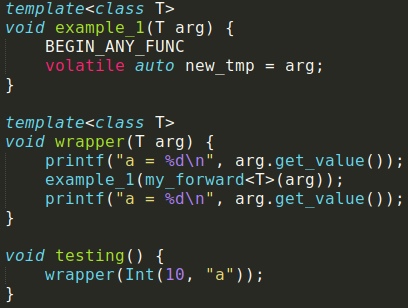 template<class T>
void example_1(T arg) {
    BEGIN_ANY_FUNC
    volatile auto new_tmp = arg;
}

template<class T>
void wrapper(T arg) {
    printf("a = %d\n", arg.get_value());
    example_1(my_forward<T>(arg));
    printf("a = %d\n", arg.get_value());
}

void testing() {
    wrapper(Int(10, "a"));
}